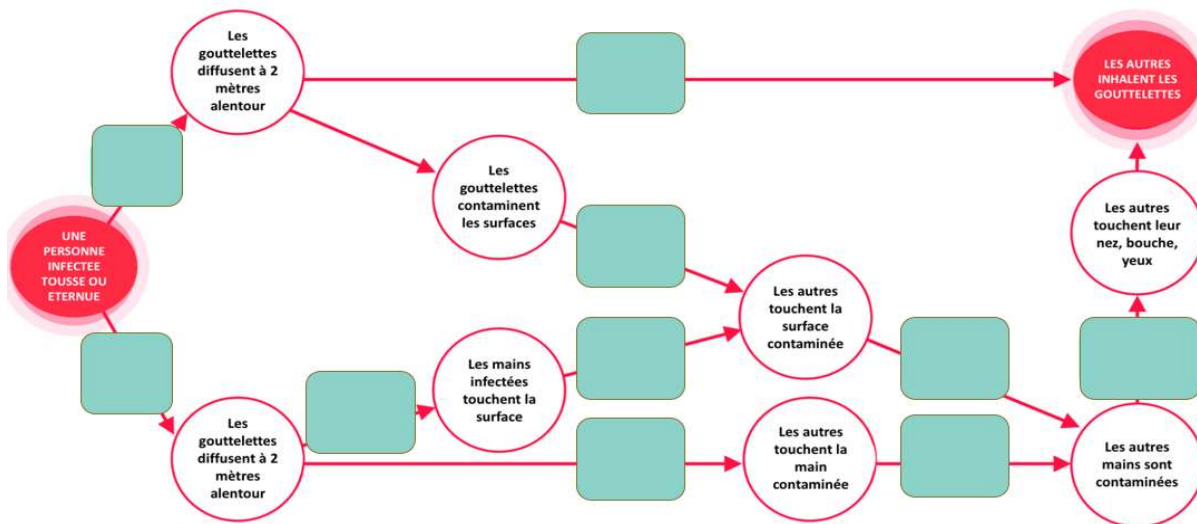 Les
gouttelettes
diffusent à 2
mètres
alentour
LES AUTRES
INHALENT LES
GOUTTELETTES
Les
gouttelettes
contaminent
les surfaces
Les autres
touchent leur
nez, bouche,
yeux
UNE
PERSONNE
INFECTEE
TOUSSE OU
ETERNUE
Les autres
touchent la
surface
contaminée
Les mains
infectées
touchent la
surface
Les
gouttelettes
diffusent à 2
mètres
alentour
Les autres
touchent la
main
contaminée
Les autres
mains sont
contaminées